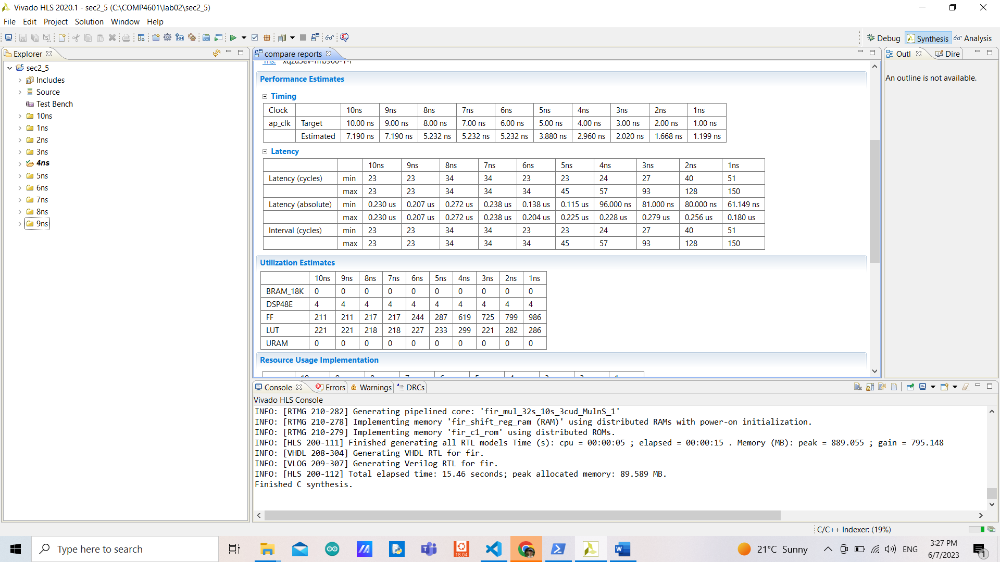 Vivado HLS 2020.1 - sec2_5 (C:\COMP4601\lab02\sec2_5)
File Edit Project Solution Window Help
Debug Synthesis Analysis
Explorer
sec2_5
Includes
Source
Test Bench
10ns
1ns
2ns
3ns
4ns
5ns
6ns
7ns
8ns
9ns
compare reports
Performance Estimates
Timing
Clock 10ns 9ns 8ns 7ns 6ns 5ns 4ns 3ns 2ns 1ns
ap_clk Target 10.00 ns 9.00 ns 8.00 ns 7.00 ns 6.00 ns 5.00 ns 4.00 ns 3.00 ns 2.00 ns 1.00 ns
Estimated 7.190 ns 7.190 ns 5.232 ns 5.232 ns 5.232 ns 3.880 ns 2.960 ns 2.020 ns 1.668 ns 1.199 ns
Latency
10ns 9ns 8ns 7ns 6ns 5ns 4ns 3ns 2ns 1ns
Latency (cycles) min 23 23 34 34 23 23 24 27 40 51
max 23 23 34 34 34 45 57 93 128 150
Latency (absolute) min 0.230 us 0.207 us 0.272 us 0.238 us 0.138 us 0.115 us 96.000 ns 81.000 ns 80.000 ns 61.149 ns
max 0.230 us 0.207 us 0.272 us 0.238 us 0.204 us 0.225 us 0.228 us 0.279 us 0.256 us 0.180 us
Interval (cycles) min 23 23 34 34 23 23 24 27 40 51
max 23 23 34 34 34 45 57 93 128 150
Utilization Estimates
10ns 9ns 8ns 7ns 6ns 5ns 4ns 3ns 2ns 1ns
BRAM_18K 0 0 0 0 0 0 0 0 0 0
DSP48E 4 4 4 4 4 4 4 4 4 4
FF 211 211 217 217 244 287 619 725 799 986
LUT 221 221 218 218 227 233 299 221 282 286
URAM 0 0 0 0 0 0 0 0 0 0
Resource Usage Implementation
Outl Dire
An outline is not available.
Console Errors Warnings DRCs
Vivado HLS Console
INFO: [RTMG 210-282] Generating pipelined core: 'fir_mul_32s_10s_3cud_MulnS_1'
INFO: [RTMG 210-278] Implementing memory 'fir_shift_reg_ram (RAM)' using distributed RAMs with power-on initialization.
INFO: [RTMG 210-279] Implementing memory 'fir_c1_rom' using distributed ROMs.
INFO: [HLS 200-111] Finished generating all RTL models Time (s): cpu = 00:00:05 ; elapsed = 00:00:15 . Memory (MB): peak = 889.055 ; gain = 795.148
INFO: [VHDL 208-304] Generating VHDL RTL for fir.
INFO: [VLOG 209-307] Generating Verilog RTL for fir.
INFO: [HLS 200-112] Total elapsed time: 15.46 seconds; peak allocated memory: 89.589 MB.
Finished C synthesis.
C/C++ Indexer: (19%)
Type here to search
18.04
21°C Sunny
ENG
3:27 PM
6/7/2023
1